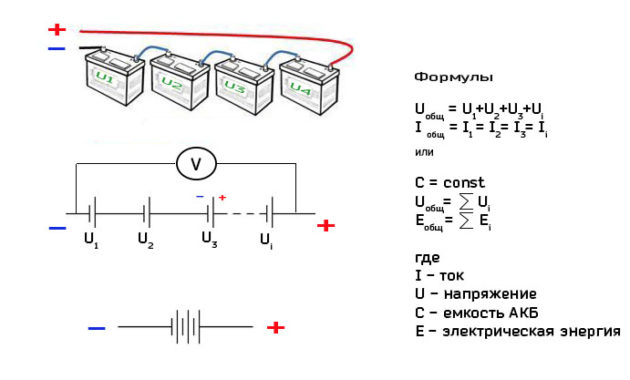 +
−
U1 U2 U3 U4
V
− +
− +
U₁ U₂ U₃ Uᵢ
− +
Формулы
Uобщ = U₁+U₂+U₃+Uᵢ
I общ = I₁= I₂= I₃= Iᵢ
или
C = const
Uобщ= ∑ Uᵢ
Eобщ= ∑ Eᵢ
где
I – ток
U – напряжение
C – емкость АКБ
E – электрическая энергия